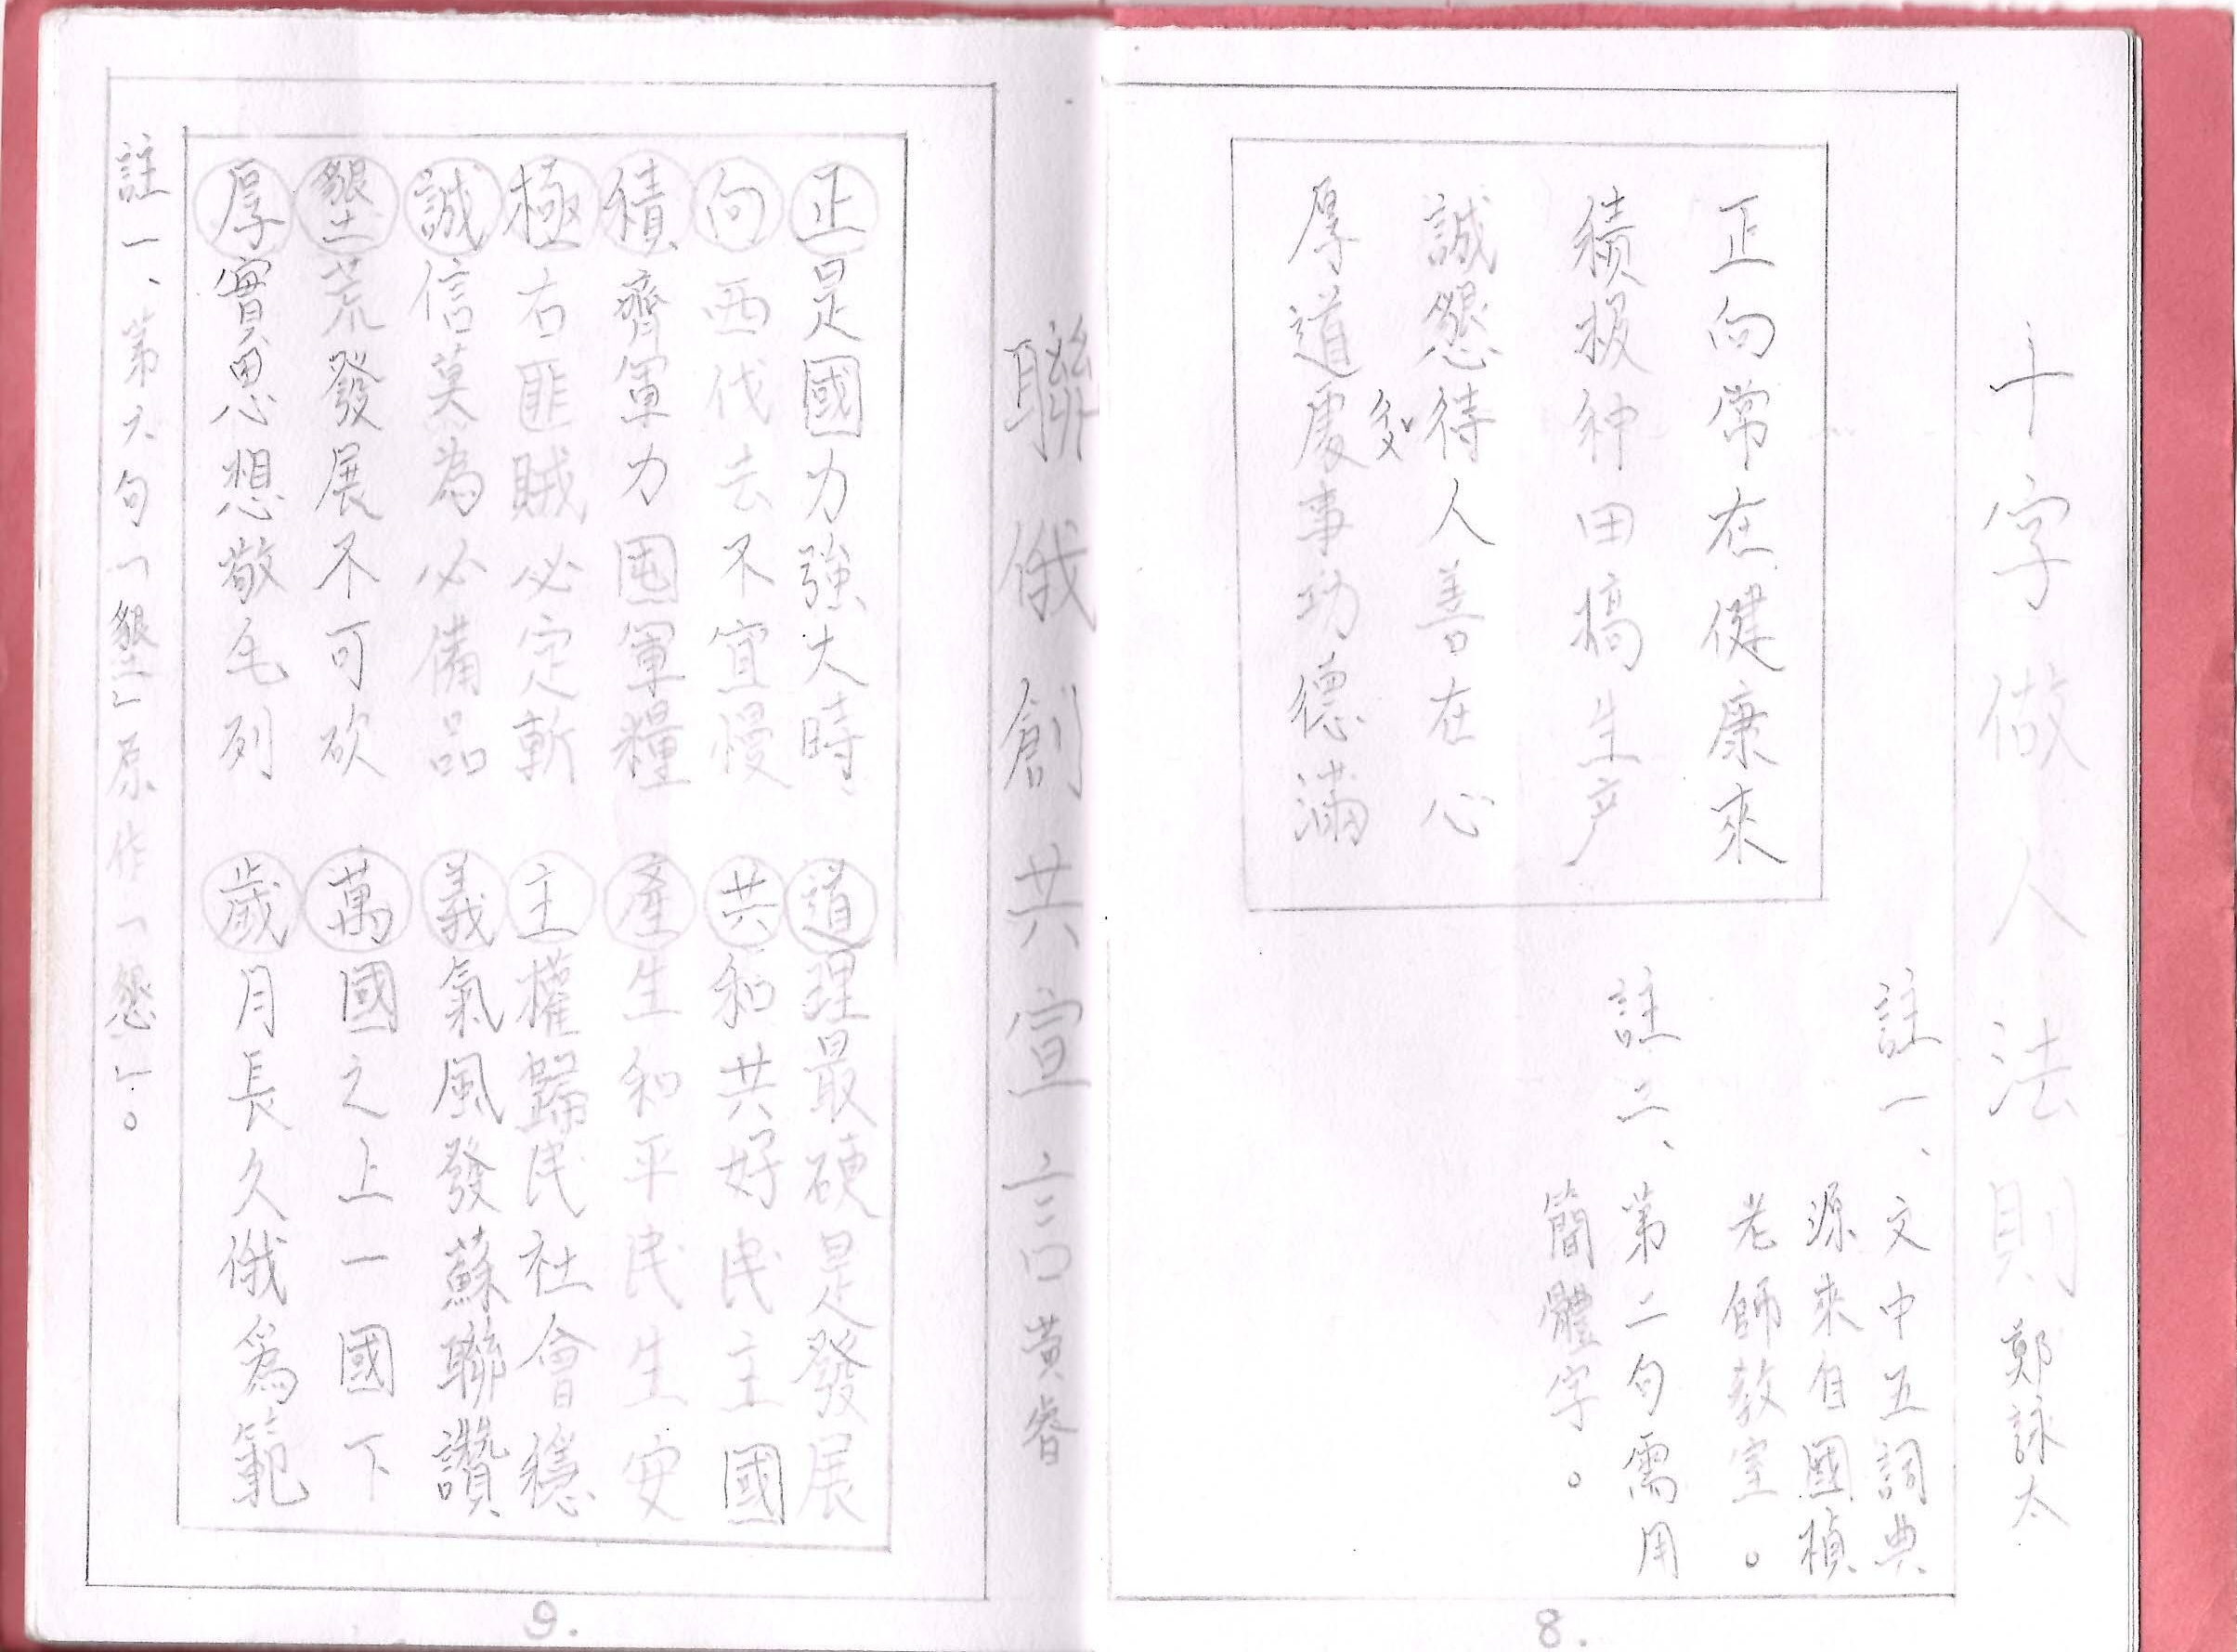 十字做人法則 鄭詠太
註一、文中五詞典
源來自國楨
老師教室。
註二、第二句需用
簡體字。
正向常在健康來
积极种田搞生产
誠懇待人善在心
厚道處事功德滿
8.
聯俄創共宣言 黃睿
正是國力強大時 道理最硬是發展
向西伐去不宜慢 共和共好民主國
積齊軍力囤軍糧 產生和平民生安
極右匪賊必定斬 主權歸民社會穩
誠信莫為必備品 義氣風發蘇聯讚
墾荒發展不可砍 萬國之上一國下
厚實思想敬毛列 歲月長久俄為範
註一、第六句「墾」原作「懇」。
9.